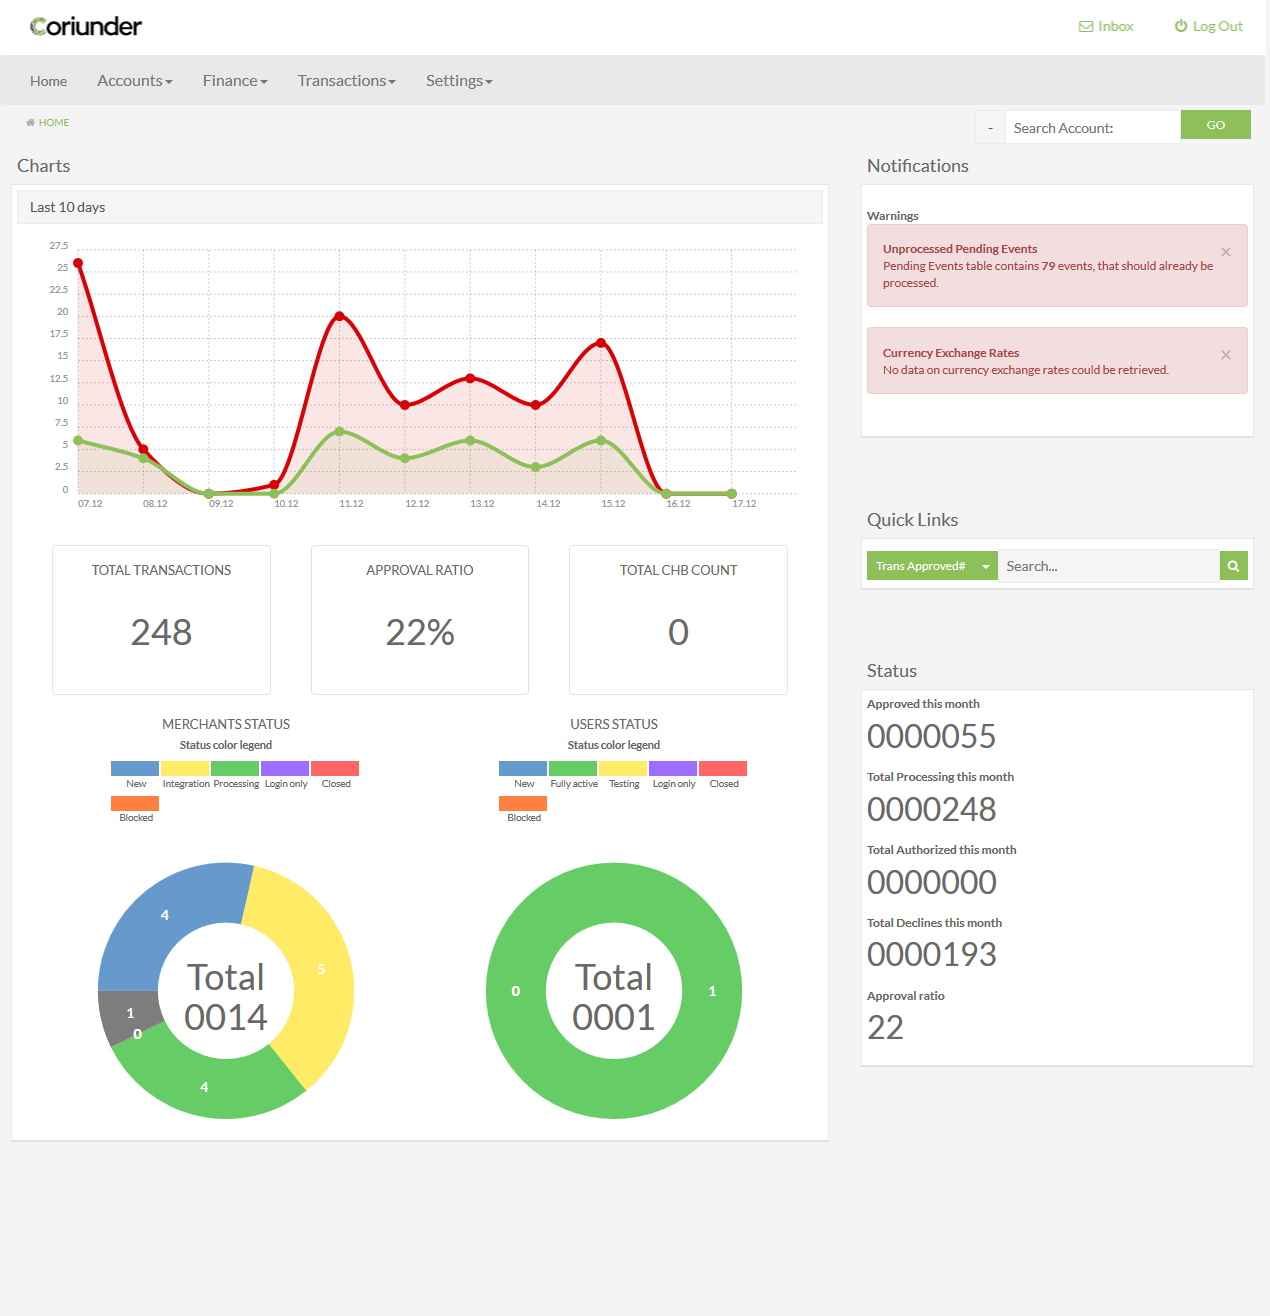 Coriunder
Inbox
Log Out
Home
Accounts
Finance
Transactions
Settings
HOME
-
Search Account:
GO
Charts
Last 10 days
27.5
25
22.5
20
17.5
15
12.5
10
7.5
5
2.5
0
07.12
08.12
09.12
10.12
11.12
12.12
13.12
14.12
15.12
16.12
17.12
TOTAL TRANSACTIONS
248
APPROVAL RATIO
22%
TOTAL CHB COUNT
0
MERCHANTS STATUS
Status color legend
New
Integration
Processing
Login only
Closed
Blocked
4
5
1
0
4
Total
0014
USERS STATUS
Status color legend
New
Fully active
Testing
Login only
Closed
Blocked
0
1
Total
0001
Notifications
Warnings
Unprocessed Pending Events
×
Pending Events table contains 79 events, that should already be
processed.
Currency Exchange Rates
×
No data on currency exchange rates could be retrieved.
Quick Links
Trans Approved#
Search...
Status
Approved this month
0000055
Total Processing this month
0000248
Total Authorized this month
0000000
Total Declines this month
0000193
Approval ratio
22